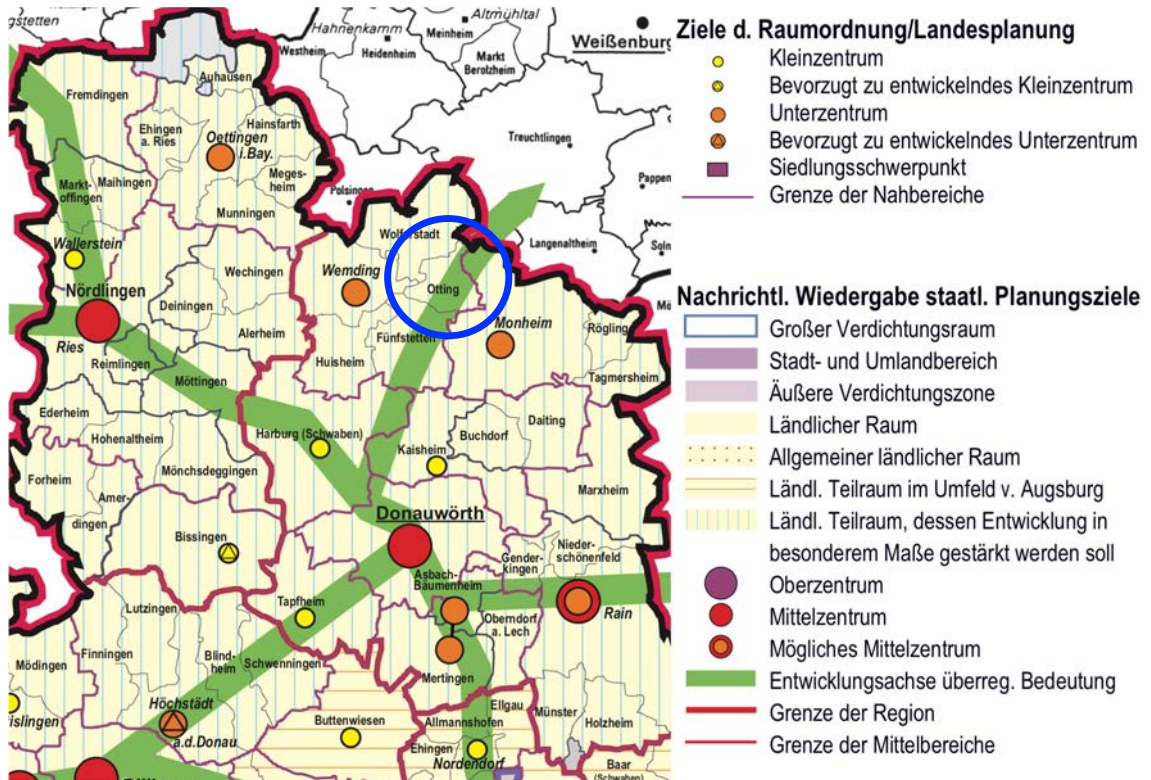 Altmühltal
Hahnenkamm
Meinheim
Westheim
Heidenheim
Markt
Berolzheim
Weißenburg
Auhausen
Fremdingen
Ehingen
a. Ries
Hainsfarth
Oettingen
i.Bay.
Treuchtlingen
Megesheim
Markt-
offingen
Maihingen
Polsingen
Pappen
Munningen
Wolferstadt
Langenaltheim
Soln
Wallerstein
Wechingen
Wemding
Otting
Nördlingen
Deiningen
Monheim
Rögling
Ries
Alerheim
Fünfstetten
Reimlingen
Huisheim
Möttingen
Tagmersheim
Ederheim
Daiting
Hohenaltheim
Harburg (Schwaben)
Buchdorf
Kaisheim
Mönchsdeggingen
Forheim
Marxheim
Amer-
dingen
Donauwörth
Bissingen
Nieder-
schönenfeld
Gender-
kingen
Asbach-
Bäumenheim
Lutzingen
Tapfheim
Oberndorf
a. Lech
Rain
Finningen
Blind-
heim
Schwenningen
Mödingen
Mertingen
Höchstädt
a.d.Donau
Ellgau
Münster
Buttenwiesen
Allmannshofen
Holzheim
Ehingen
Nordendorf
Baar
(Schwaben)
Ziele d. Raumordnung/Landesplanung
Kleinzentrum
Bevorzugt zu entwickelndes Kleinzentrum
Unterzentrum
Bevorzugt zu entwickelndes Unterzentrum
Siedlungsschwerpunkt
Grenze der Nahbereiche
Nachrichtl. Wiedergabe staatl. Planungsziele
Großer Verdichtungsraum
Stadt- und Umlandbereich
Äußere Verdichtungszone
Ländlicher Raum
Allgemeiner ländlicher Raum
Ländl. Teilraum im Umfeld v. Augsburg
Ländl. Teilraum, dessen Entwicklung in
besonderem Maße gestärkt werden soll
Oberzentrum
Mittelzentrum
Mögliches Mittelzentrum
Entwicklungsachse überreg. Bedeutung
Grenze der Region
Grenze der Mittelbereiche